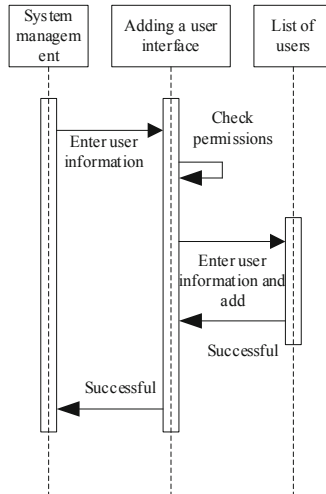 System
managem
ent
Adding a user
interface
List of
users
Check
permissions
Enter user
information
Enter user
information and
add
Successful
Successful